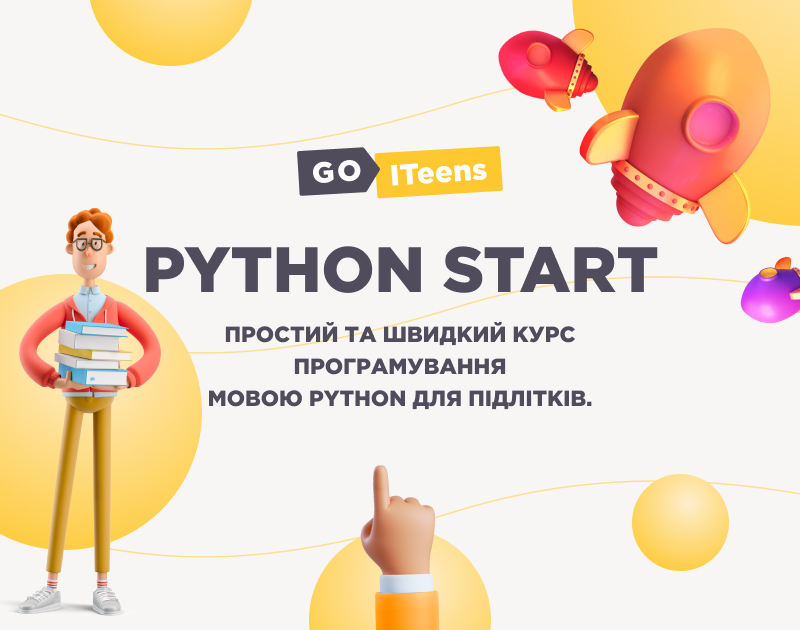 GO ITeens
PYTHON START
ПРОСТИЙ ТА ШВИДКИЙ КУРС
ПРОГРАМУВАННЯ
МОВОЮ PYTHON ДЛЯ ПІДЛІТКІВ.